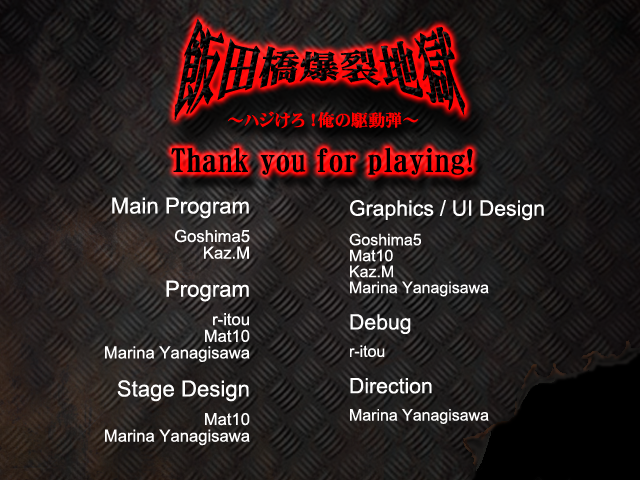 飯田橋爆裂地獄
～ハジけろ！俺の駆動弾～
Thank you for playing!
Main Program
Goshima5
Kaz.M
Program
r-itou
Mat10
Marina Yanagisawa
Stage Design
Mat10
Marina Yanagisawa
Graphics / UI Design
Goshima5
Mat10
Kaz.M
Marina Yanagisawa
Debug
r-itou
Direction
Marina Yanagisawa